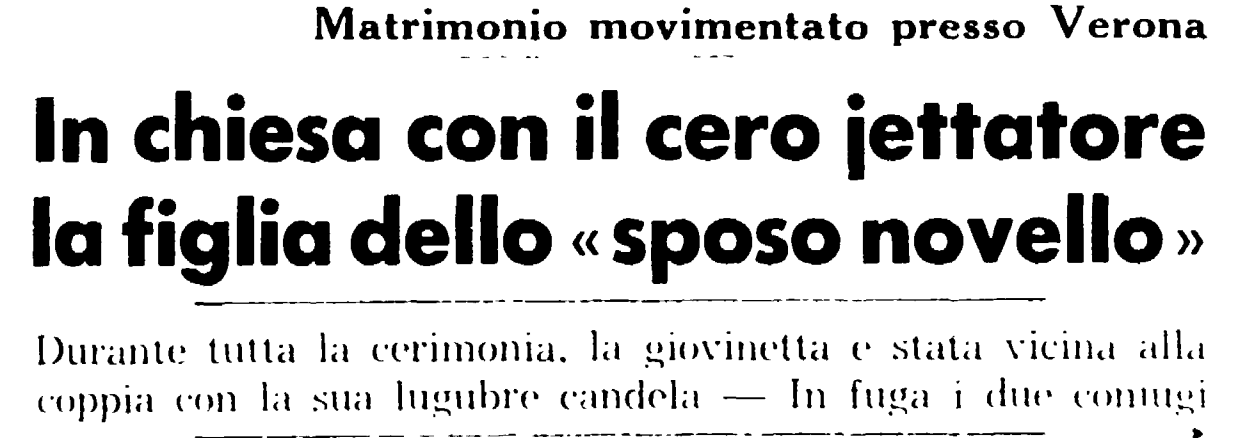 Matrimonio movimentato presso Verona
In chiesa con il cero jettatore
la figlia dello « sposo novello »
Durante tutta la cerimonia, la giovinetta e stata vicina alla
coppia con la sua lugubre candela — In fuga i due coniugi